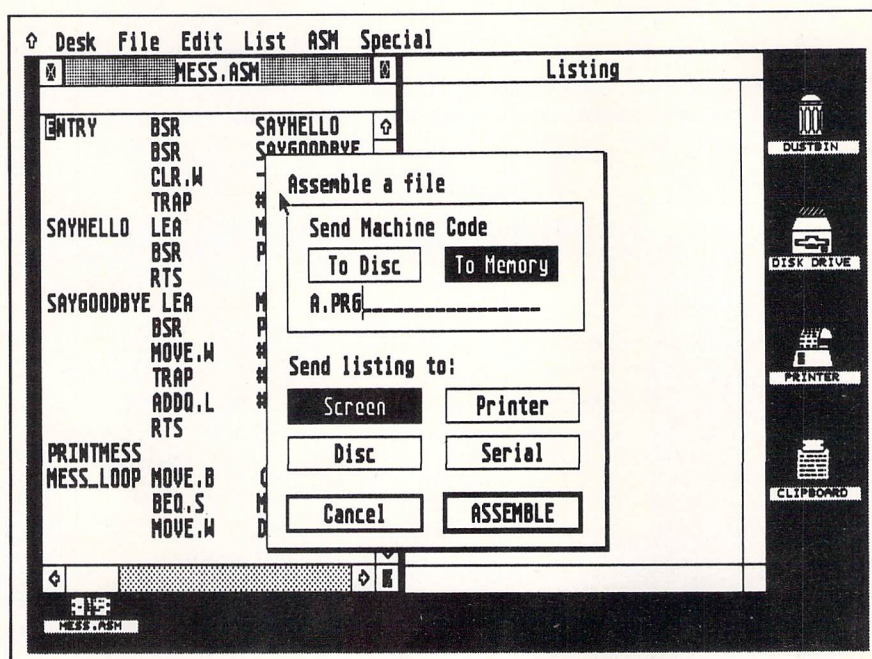 Desk File Edit List ASM Special
MESS.ASM
Listing
ENTRY BSR SAYHELLO
BSR SAYGOODBYE
CLR.W
TRAP #
SAYHELLO LEA M
BSR P
RTS
SAYGOODBYE LEA M
BSR P
MOVE.W #
TRAP #
ADDQ.L #
RTS
PRINTMESS
MESS_LOOP MOVE.B
BEQ.S M
MOVE.W D
Assemble a file
Send Machine Code
To Disc To Memory
A.PRG_________________
Send listing to:
Screen Printer
Disc Serial
Cancel ASSEMBLE
DUSTBIN
DISK DRIVE
PRINTER
CLIPBOARD
MESS.ASM